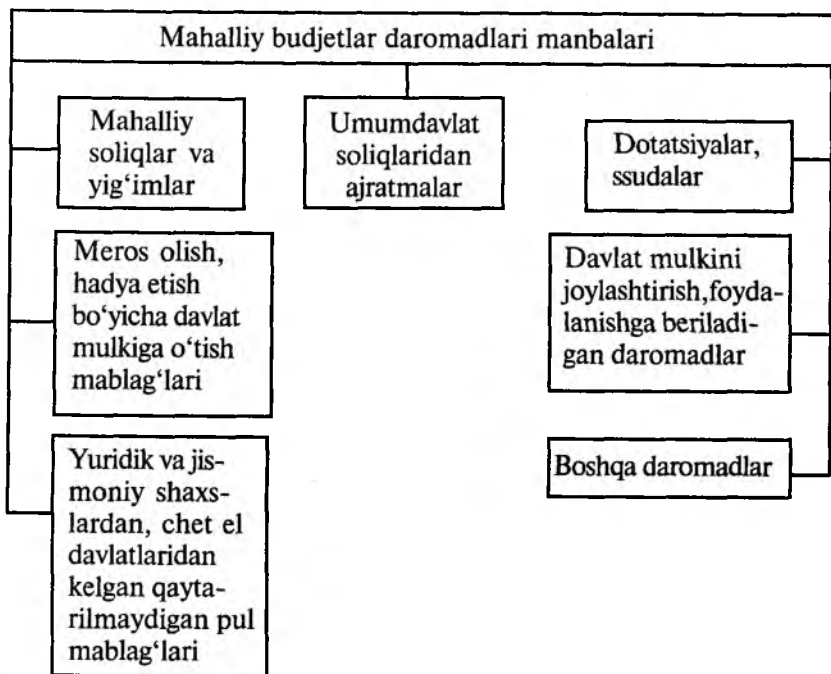 Mahalliy budjetlar daromadlari manbalari
Mahalliy
soliqlar va
yig‘imlar
Umumdavlat
soliqlaridan
ajratmalar
Dotatsiyalar,
ssudalar
Meros olish,
hadya etish
bo‘yicha davlat
mulkiga o‘tish
mablag‘lari
Davlat mulkini
joylashtirish,foyda-
lanishga beriladi-
gan daromadlar
Yuridik va jis-
moniy shaxs-
lardan, chet el
davlatlaridan
kelgan qayta-
rilmaydigan pul
mablag‘lari
Boshqa daromadlar